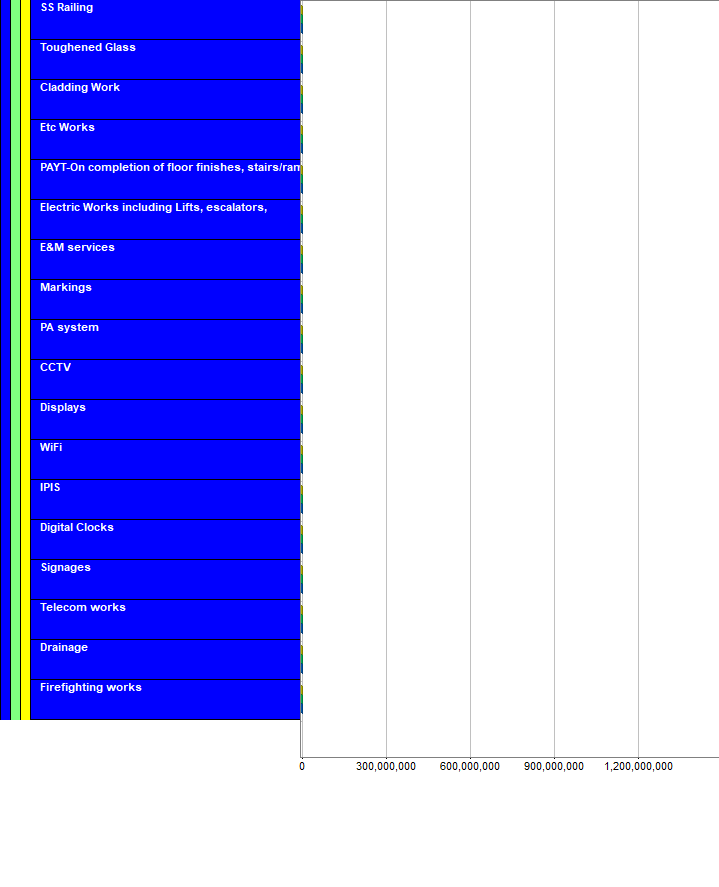 SS Railing
Toughened Glass
Cladding Work
Etc Works
PAYT-On completion of floor finishes, stairs/ram
Electric Works including Lifts, escalators,
E&M services
Markings
PA system
CCTV
Displays
WiFi
IPIS
Digital Clocks
Signages
Telecom works
Drainage
Firefighting works
0 300,000,000 600,000,000 900,000,000 1,200,000,000